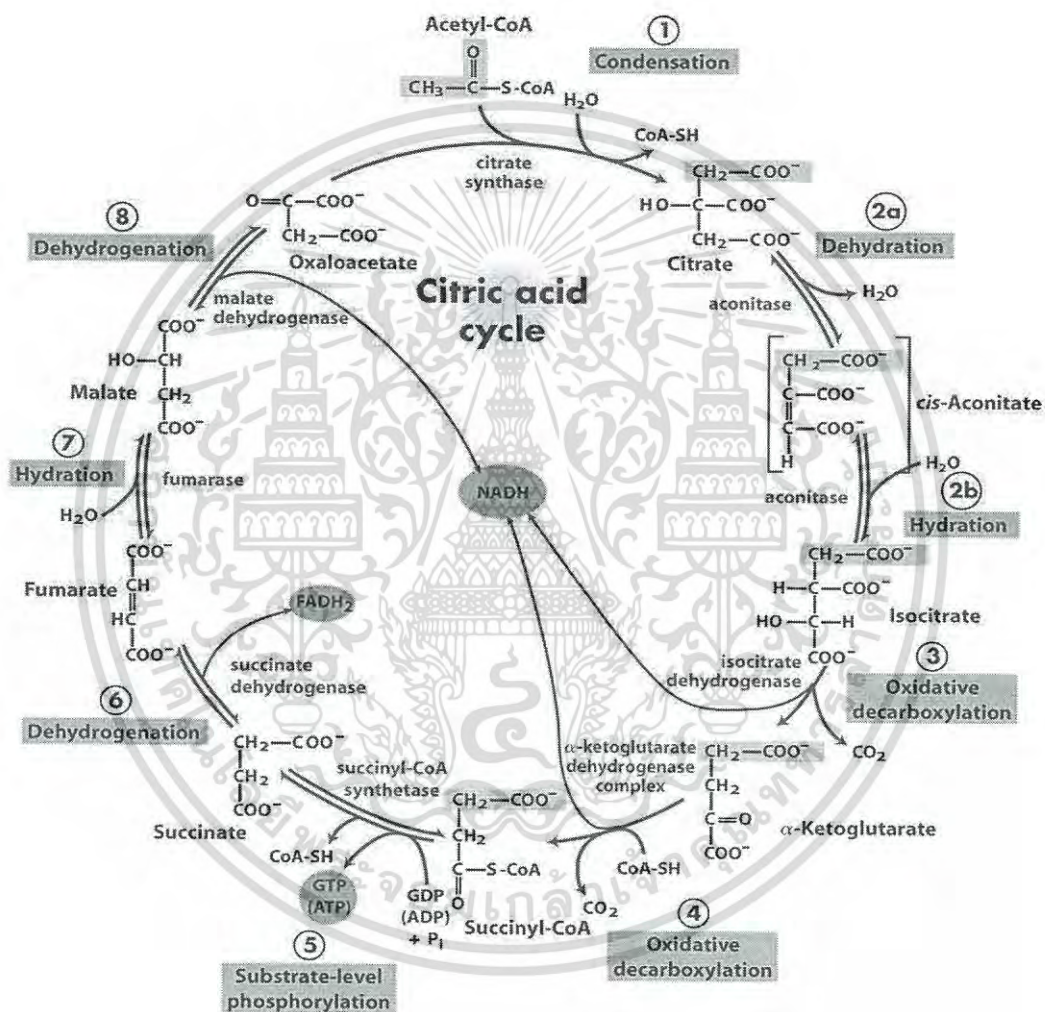 Acetyl-CoA
O
CH₃—C—S-CoA
1
Condensation
H₂O
CoA-SH
citrate
synthase
CH₂—COO⁻
HO—C—COO⁻
CH₂—COO⁻
Citrate
2a
Dehydration
H₂O
aconitase
CH₂—COO⁻
C—COO⁻
C—COO⁻
H
cis-Aconitate
H₂O
aconitase
2b
Hydration
CH₂—COO⁻
H—C—COO⁻
HO—C—H
COO⁻
Isocitrate
isocitrate
dehydrogenase
3
Oxidative
decarboxylation
CO₂
CH₂—COO⁻
CH₂
C=O
COO⁻
α-Ketoglutarate
α-ketoglutarate
dehydrogenase
complex
CoA-SH
CO₂
4
Oxidative
decarboxylation
CH₂—COO⁻
CH₂
C—S-CoA
O
Succinyl-CoA
succinyl-CoA
synthetase
GDP
(ADP)
+ Pᵢ
GTP
(ATP)
CoA-SH
5
Substrate-level
phosphorylation
CH₂—COO⁻
CH₂
COO⁻
Succinate
succinate
dehydrogenase
FADH₂
6
Dehydrogenation
COO⁻
CH
HC
COO⁻
Fumarate
fumarase
H₂O
7
Hydration
COO⁻
HO—CH
CH₂
COO⁻
Malate
malate
dehydrogenase
8
Dehydrogenation
O=C—COO⁻
CH₂—COO⁻
Oxaloacetate
Citric acid
cycle
NADH